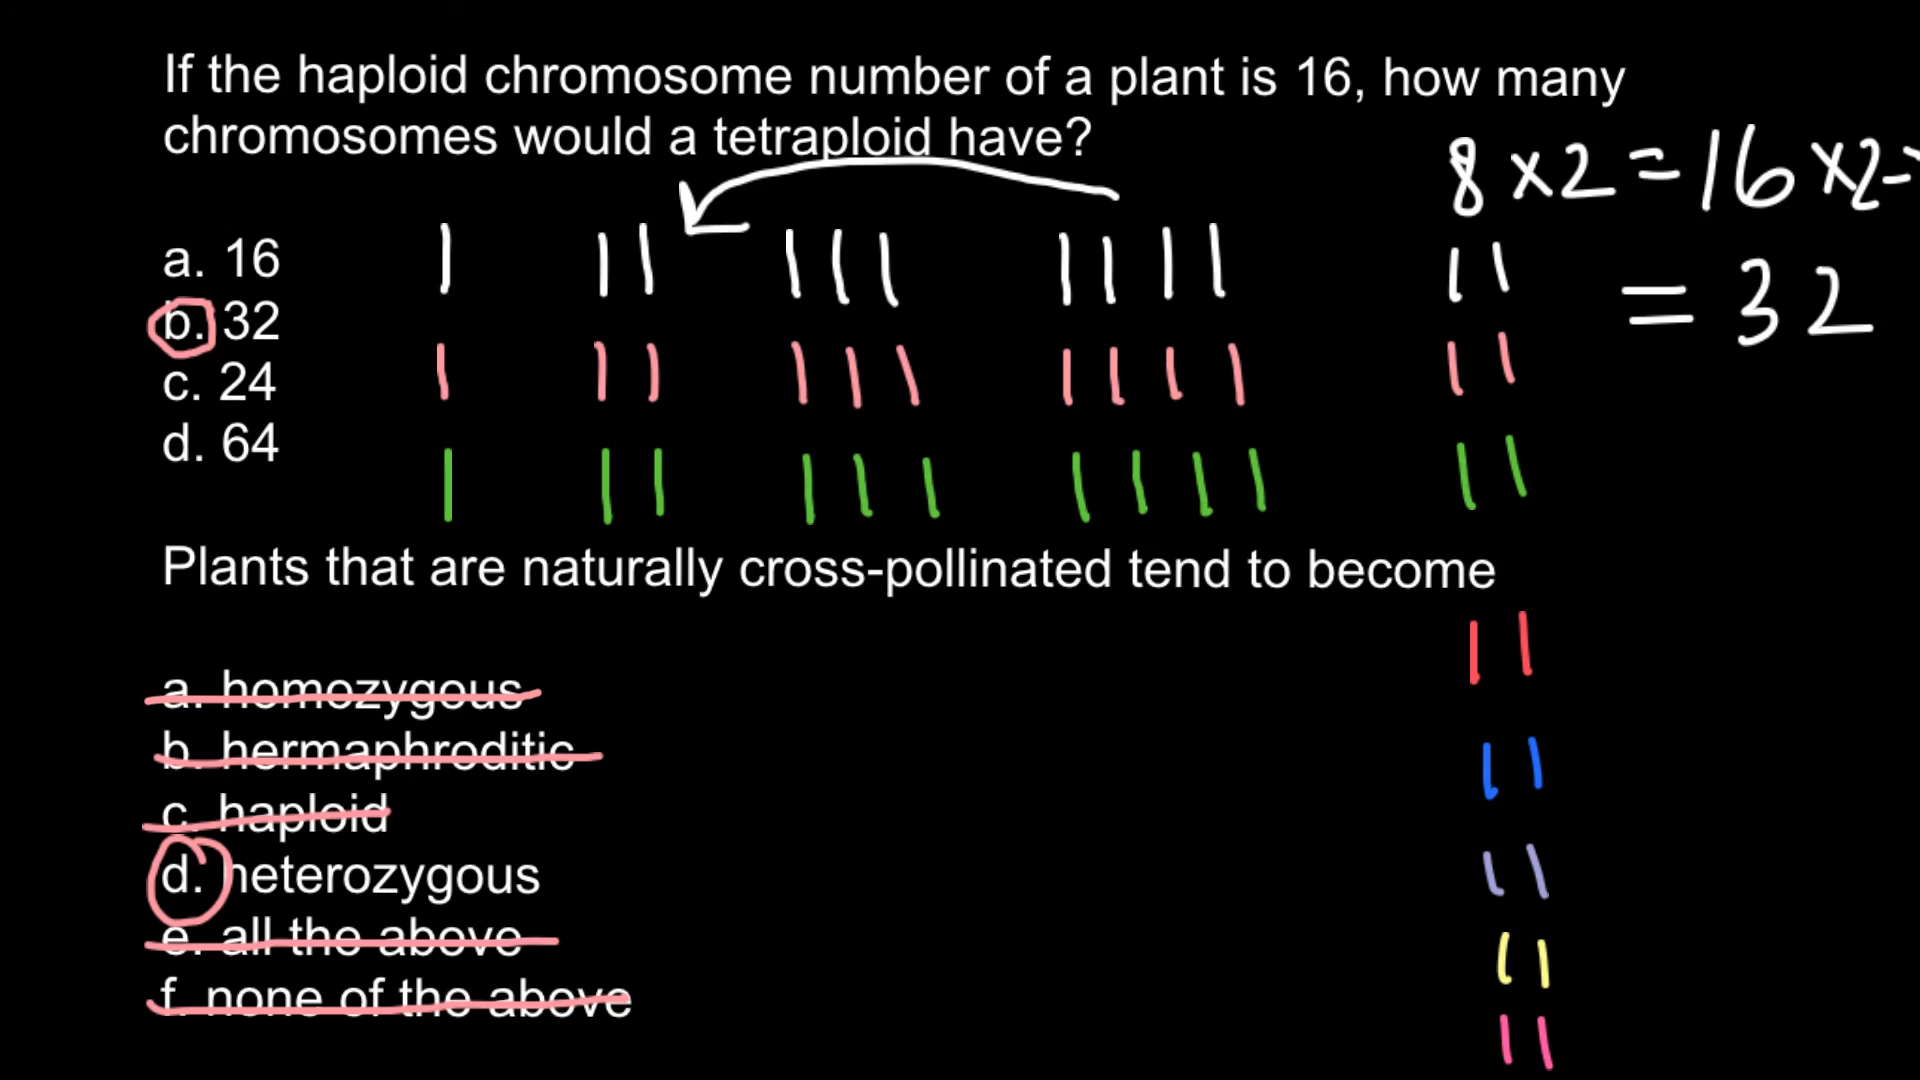 If the haploid chromosome number of a plant is 16, how many
chromosomes would a tetraploid have?
8 x 2 = 16 x 2 =
= 32
a. 16
b. 32
c. 24
d. 64
Plants that are naturally cross-pollinated tend to become
a. homozygous
b. hermaphroditic
c. haploid
d. heterozygous
e. all the above
f. none of the above